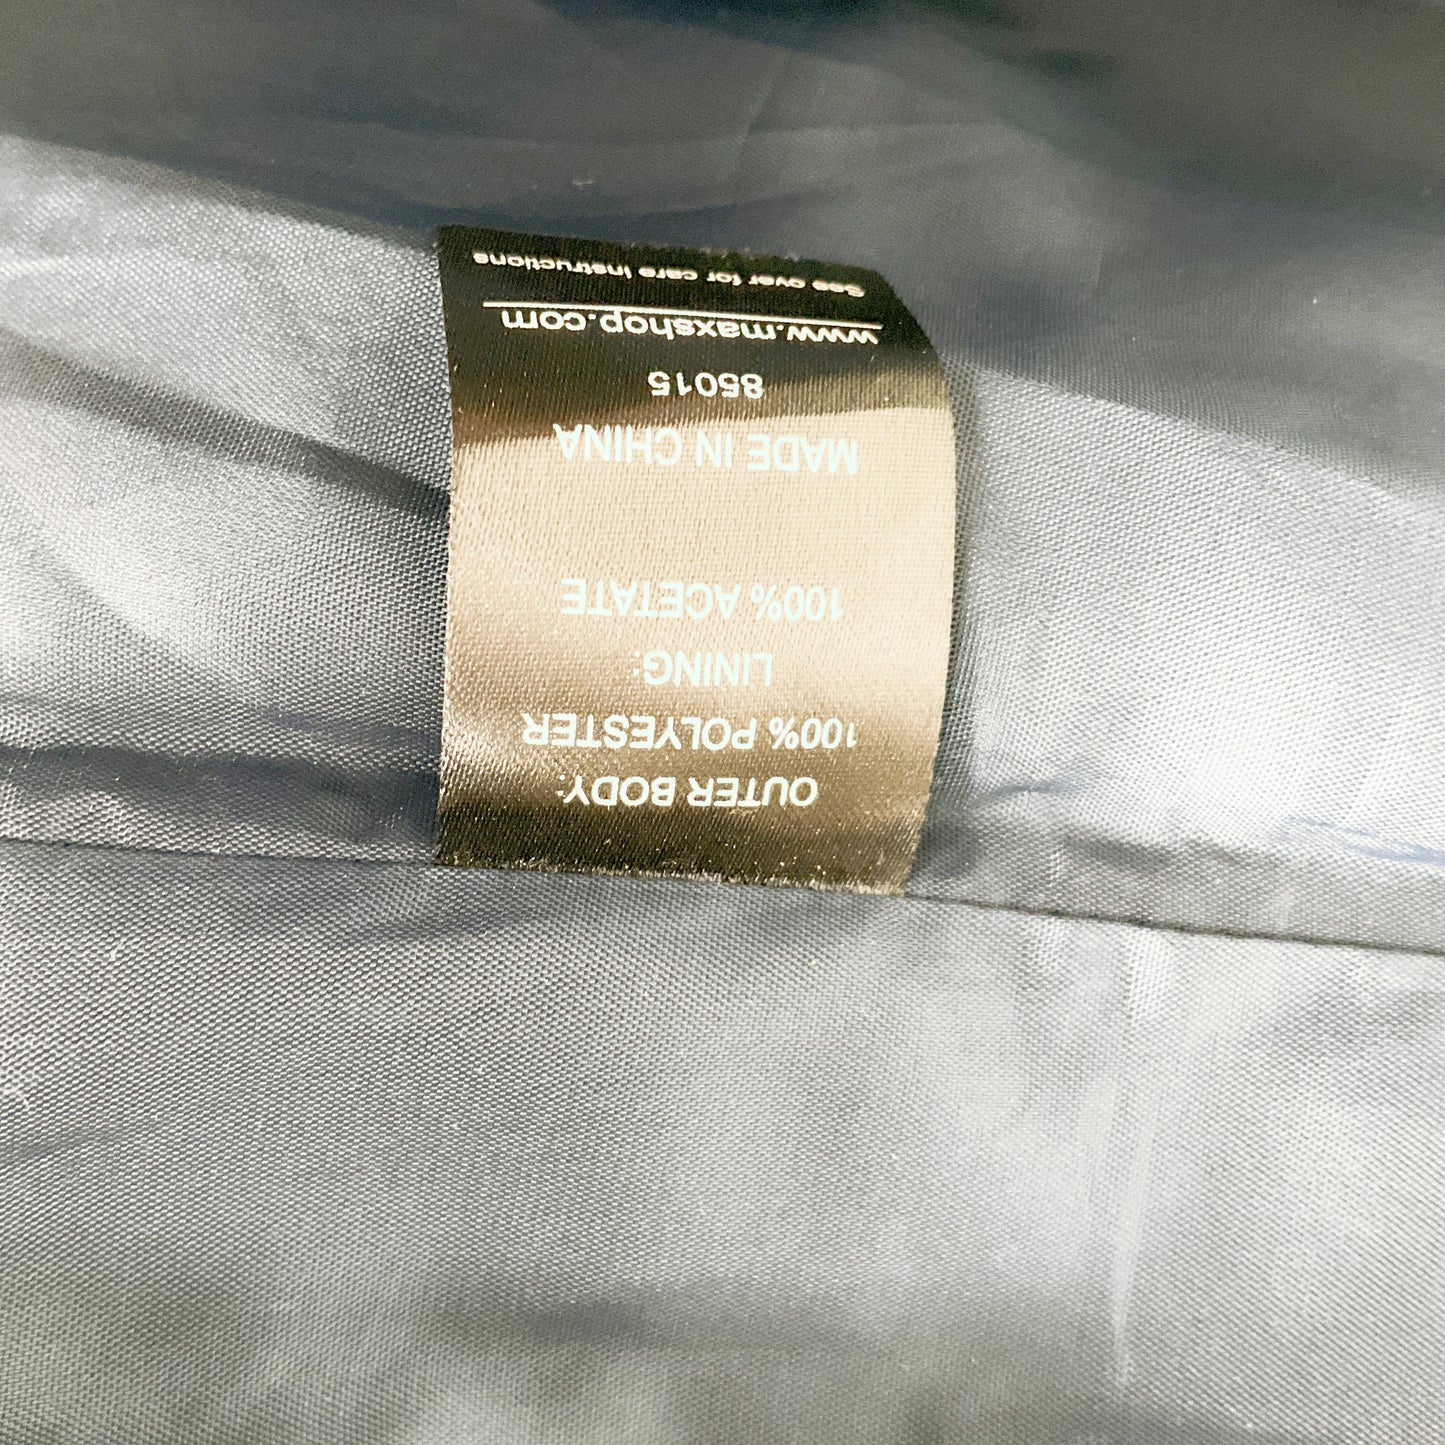 OUTER BODY:
100% POLYESTER
LINING:
100% ACETATE
MADE IN CHINA
85015
www.maxshop.com
See over for care instructions